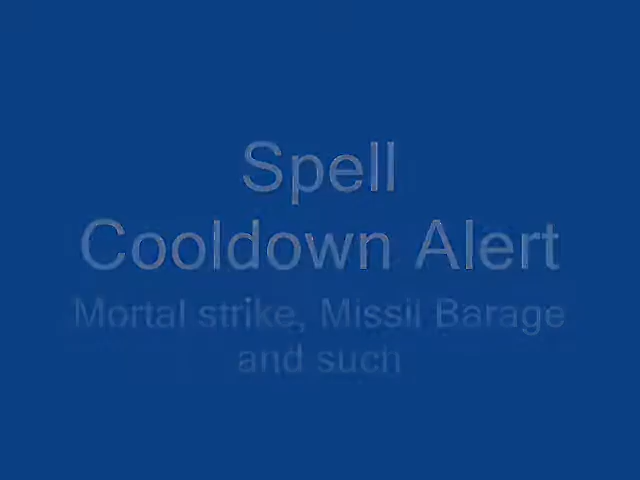 Spell
Cooldown Alert
Mortal strike, Missil Barage
and such